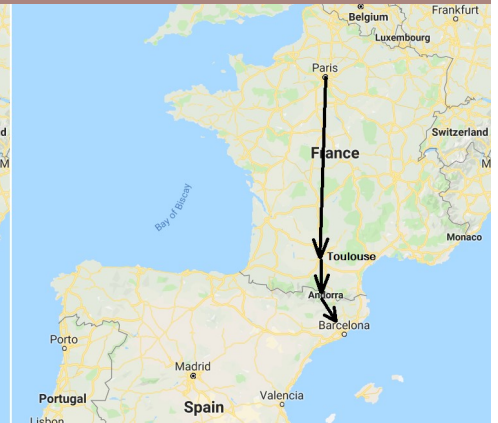 Belgium
Frankfurt
Luxembourg
Paris
Switzerland
France
Bay of Biscay
Monaco
Toulouse
Andorra
Barcelona
Porto
Madrid
Valencia
Portugal
Spain
Lisbon
d
M
M